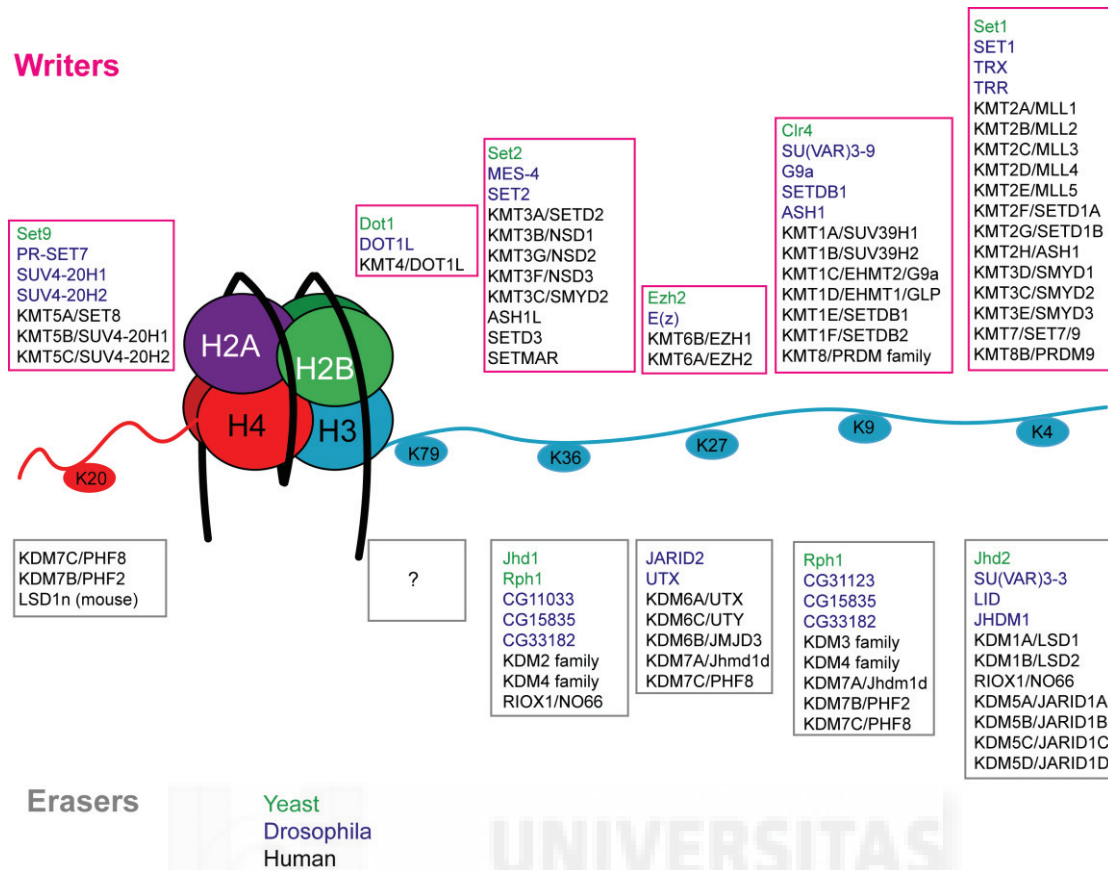 Writers
Set9
PR-SET7
SUV4-20H1
SUV4-20H2
KMT5A/SET8
KMT5B/SUV4-20H1
KMT5C/SUV4-20H2
Dot1
DOT1L
KMT4/DOT1L
Set2
MES-4
SET2
KMT3A/SETD2
KMT3B/NSD1
KMT3G/NSD2
KMT3F/NSD3
KMT3C/SMYD2
ASH1L
SETD3
SETMAR
Ezh2
E(z)
KMT6B/EZH1
KMT6A/EZH2
Clr4
SU(VAR)3-9
G9a
SETDB1
ASH1
KMT1A/SUV39H1
KMT1B/SUV39H2
KMT1C/EHMT2/G9a
KMT1D/EHMT1/GLP
KMT1E/SETDB1
KMT1F/SETDB2
KMT8/PRDM family
Set1
SET1
TRX
TRR
KMT2A/MLL1
KMT2B/MLL2
KMT2C/MLL3
KMT2D/MLL4
KMT2E/MLL5
KMT2F/SETD1A
KMT2G/SETD1B
KMT2H/ASH1
KMT3D/SMYD1
KMT3C/SMYD2
KMT3E/SMYD3
KMT7/SET7/9
KMT8B/PRDM9
H2A
H2B
H4
H3
K20
K79
K36
K27
K9
K4
KDM7C/PHF8
KDM7B/PHF2
LSD1n (mouse)
?
Jhd1
Rph1
CG11033
CG15835
CG33182
KDM2 family
KDM4 family
RIOX1/NO66
JARID2
UTX
KDM6A/UTX
KDM6C/UTY
KDM6B/JMJD3
KDM7A/Jhmd1d
KDM7C/PHF8
Rph1
CG31123
CG15835
CG33182
KDM3 family
KDM4 family
KDM7A/Jhdm1d
KDM7B/PHF2
KDM7C/PHF8
Jhd2
SU(VAR)3-3
LID
JHDM1
KDM1A/LSD1
KDM1B/LSD2
RIOX1/NO66
KDM5A/JARID1A
KDM5B/JARID1B
KDM5C/JARID1C
KDM5D/JARID1D
Erasers
Yeast
Drosophila
Human
UNIVERSITAS